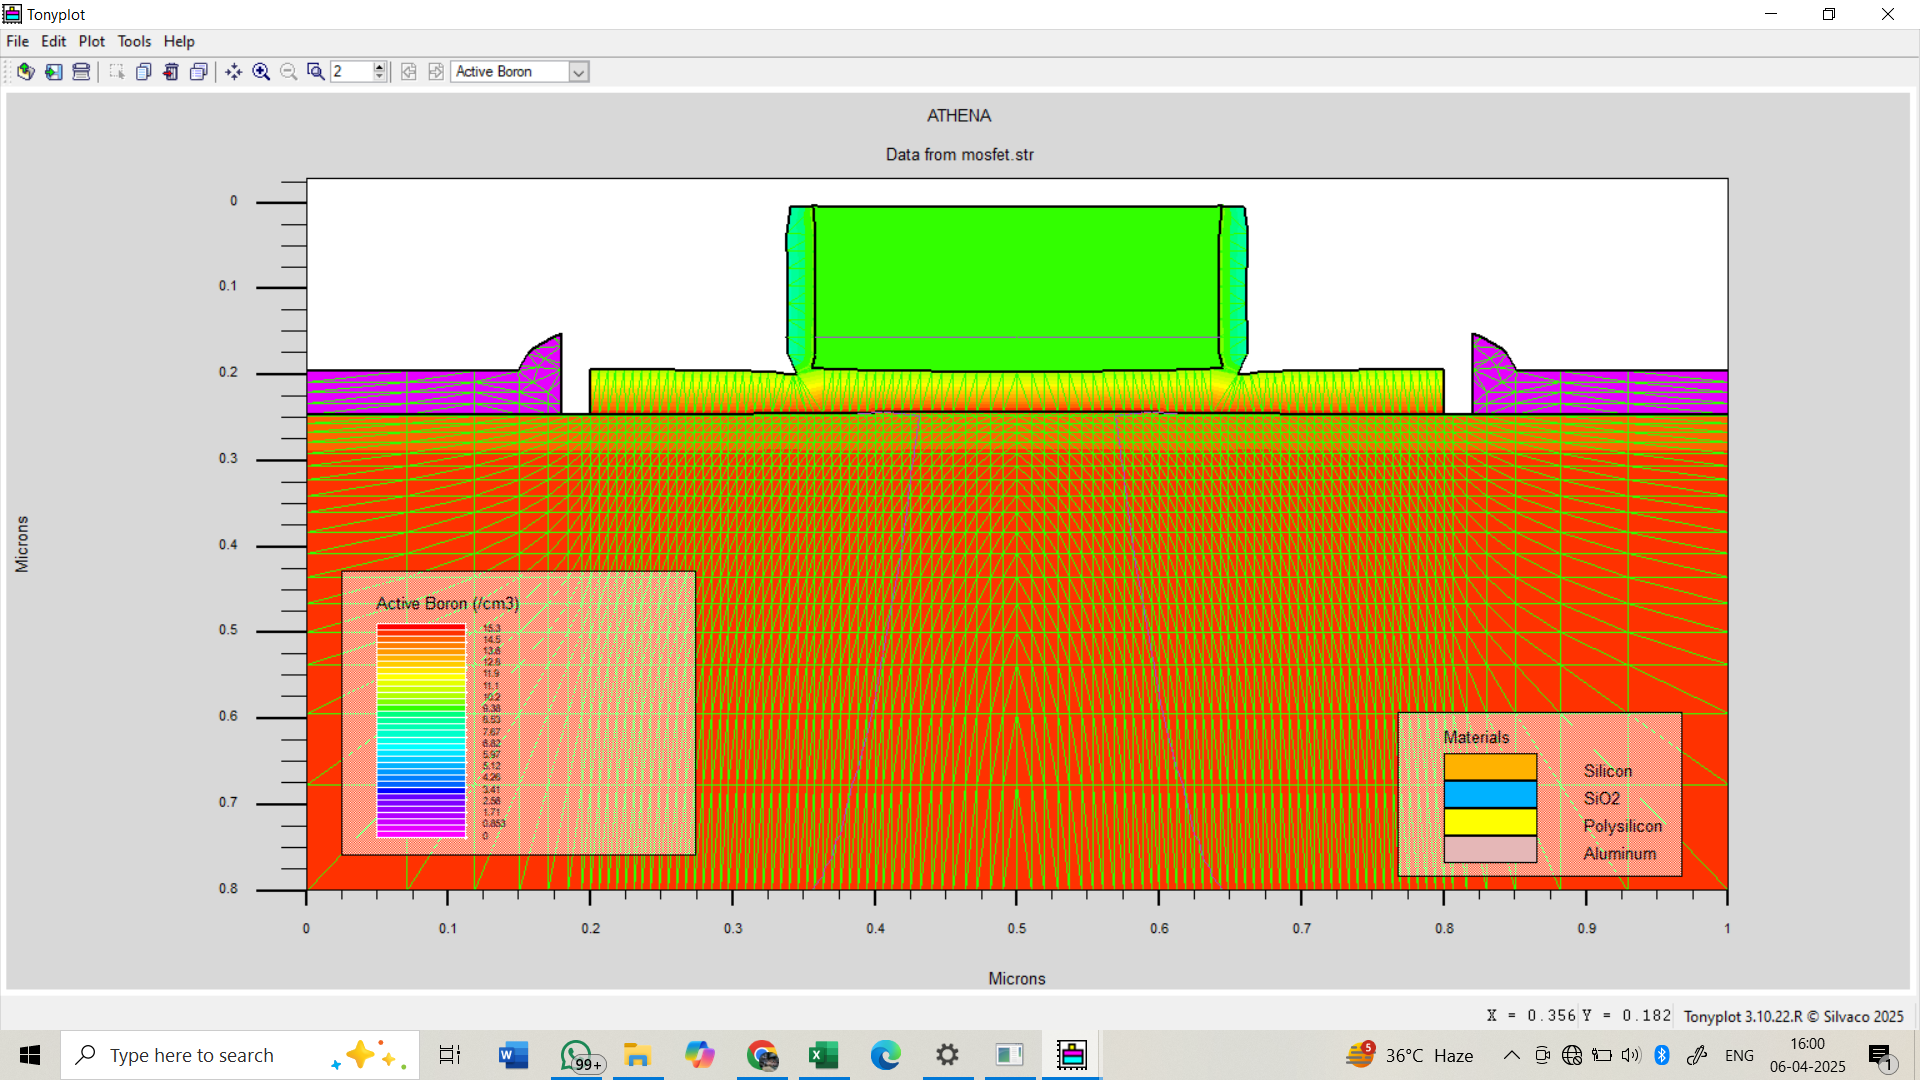 Tonyplot
File Edit Plot Tools Help
2 Active Boron
ATHENA
Data from mosfet.str
0
0.1
0.2
0.3
0.4
0.5
0.6
0.7
0.8
Microns
Active Boron (/cm3)
15.3
14.5
13.6
12.8
11.9
11.1
10.2
9.38
8.53
7.67
6.82
5.97
5.12
4.26
3.41
2.56
1.71
0.853
0
Materials
Silicon
SiO2
Polysilicon
Aluminum
0 0.1 0.2 0.3 0.4 0.5 0.6 0.7 0.8 0.9 1
Microns
X = 0.356 Y = 0.182 Tonyplot 3.10.22.R © Silvaco 2025
Type here to search
99+
5
36°C Haze
ENG
16:00
06-04-2025
1